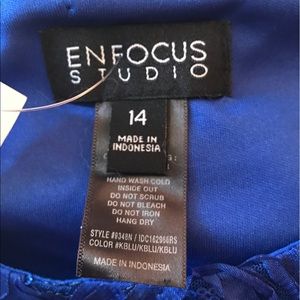 ENFOCUS
STUDIO
14
MADE IN
INDONESIA
HAND WASH COLD
INSIDE OUT
DO NOT SCRUB
DO NOT BLEACH
DO NOT IRON
HANG DRY
STYLE #9348N / IDC162966RS
COLOR #KBLU/KBLU/KBLU
MADE IN INDONESIA